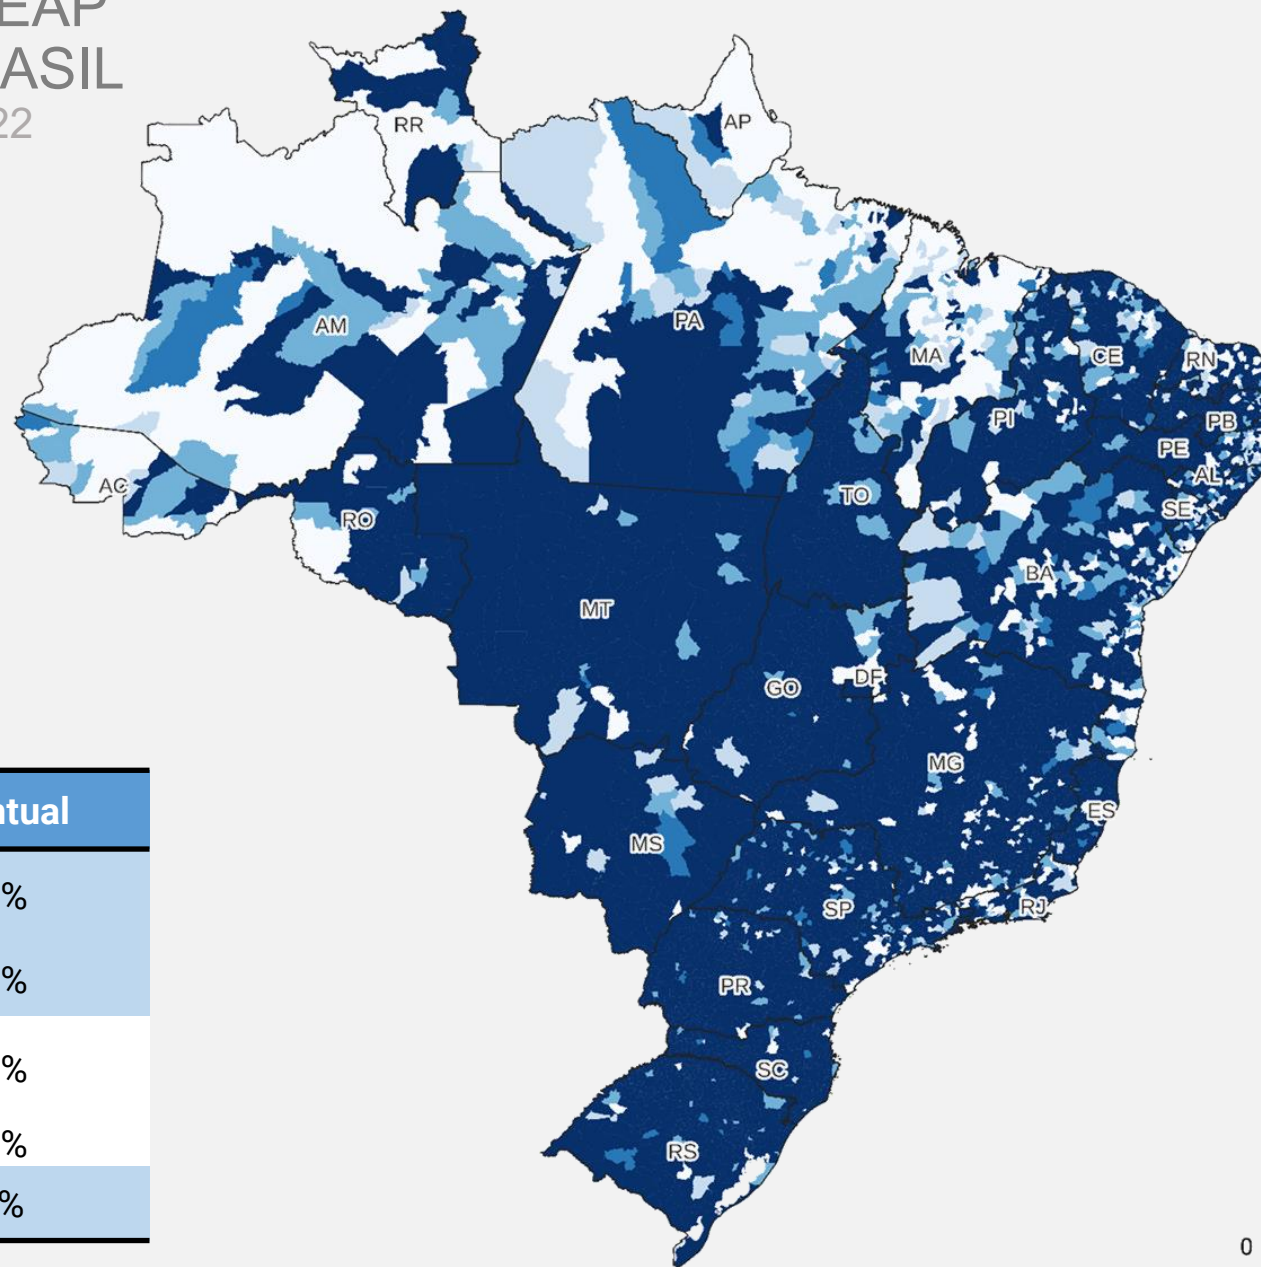 EAP
ASIL
22
RR
AP
AM
PA
MA
CE
RN
PI
PB
PE
AL
AC
TO
SE
RO
BA
MT
DF
GO
MG
ntual
ES
MS
%
SP
RJ
%
PR
%
SC
%
RS
%
0